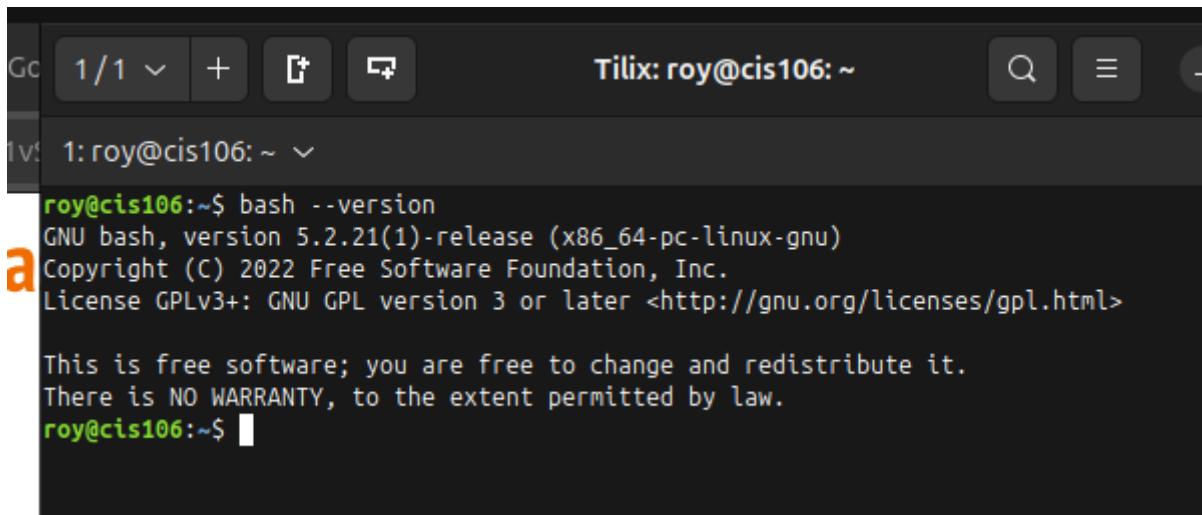 Go
1/1
Tilix: roy@cis106: ~
1: roy@cis106: ~
roy@cis106:~$ bash --version
GNU bash, version 5.2.21(1)-release (x86_64-pc-linux-gnu)
Copyright (C) 2022 Free Software Foundation, Inc.
a
License GPLv3+: GNU GPL version 3 or later <http://gnu.org/licenses/gpl.html>
This is free software; you are free to change and redistribute it.
There is NO WARRANTY, to the extent permitted by law.
roy@cis106:~$